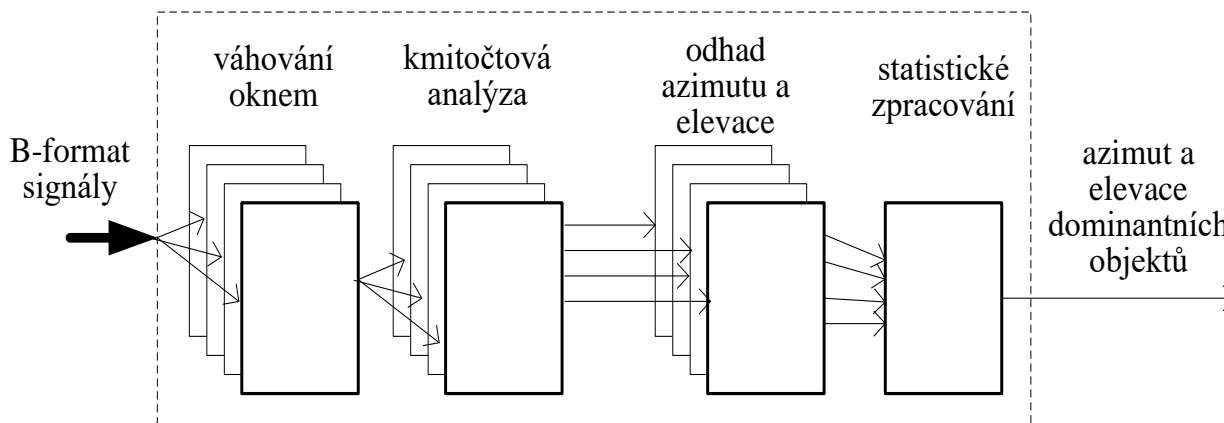 B-format
signály
váhování
oknem
kmitočtová
analýza
odhad
azimutu a
elevace
statistické
zpracování
azimut a
elevace
dominantních
objektů